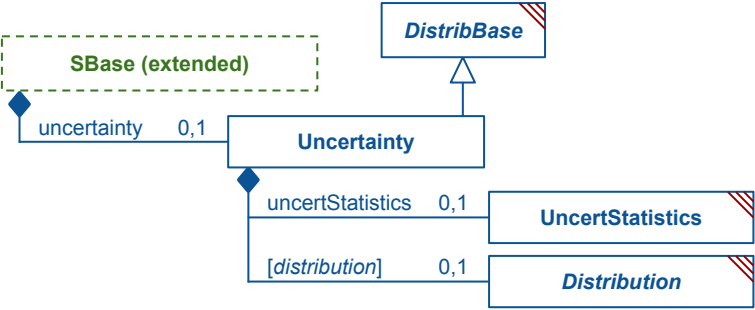 DistribBase
SBase (extended)
uncertainty 0,1
Uncertainty
uncertStatistics 0,1
UncertStatistics
[distribution] 0,1
Distribution